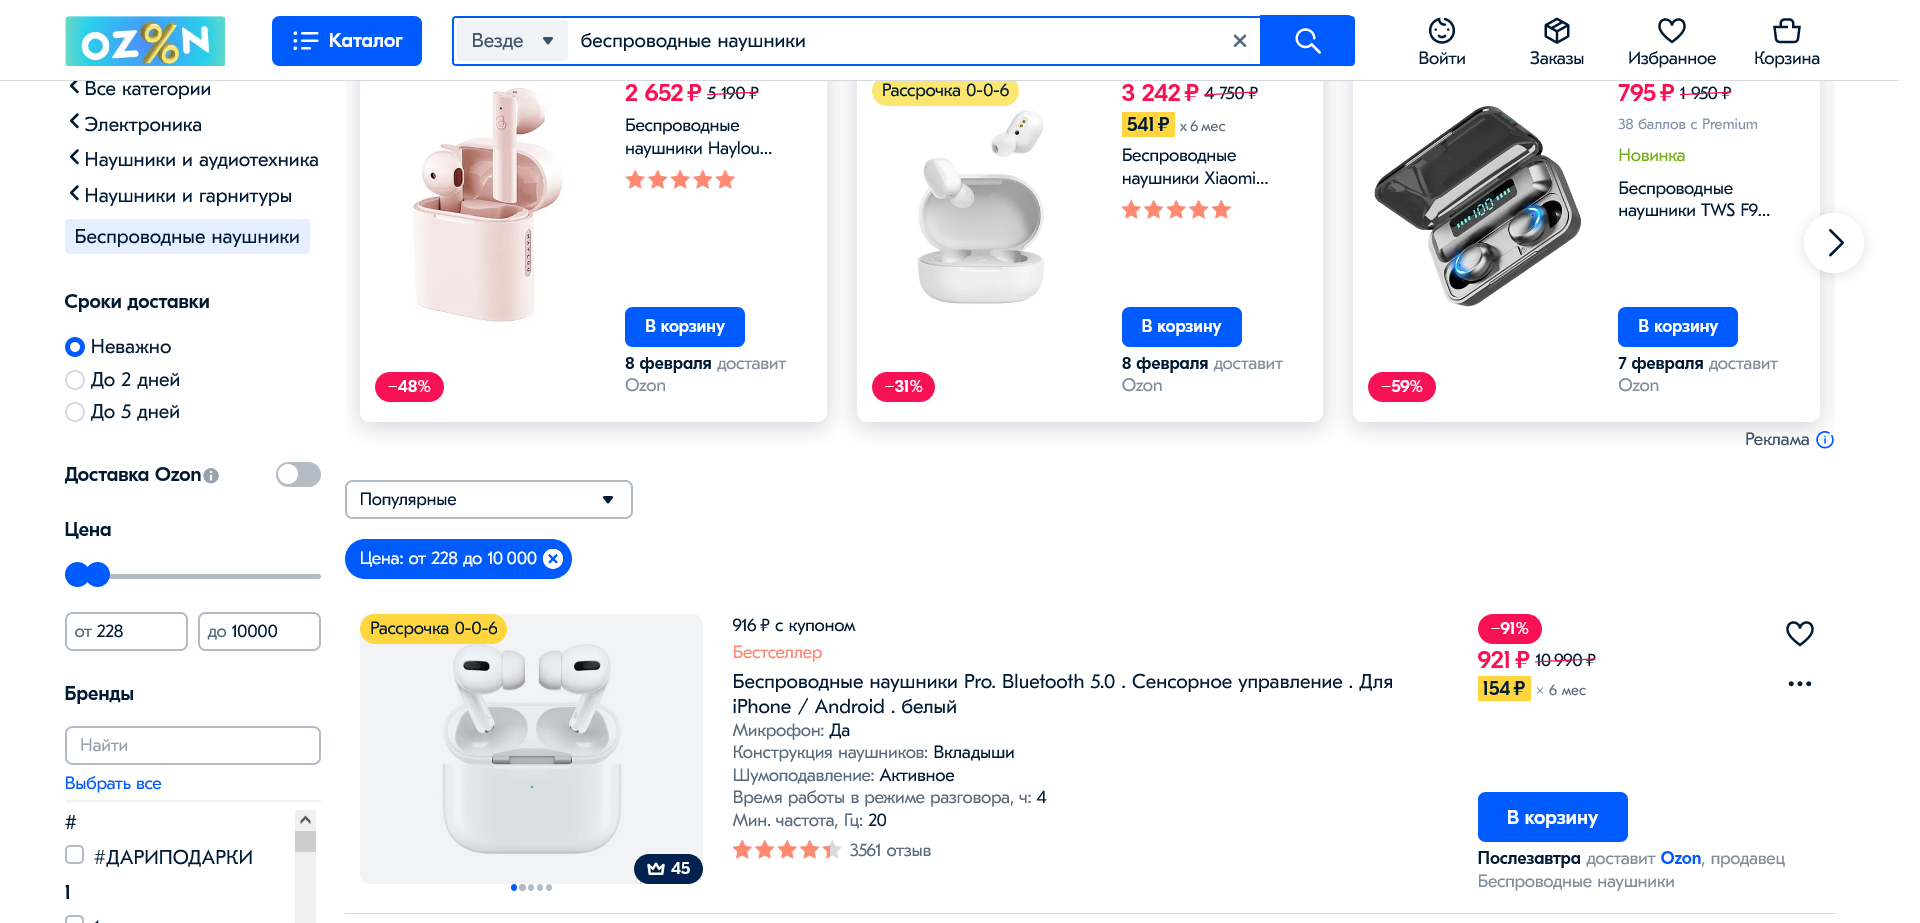 OZ%N
Каталог
Везде
беспроводные наушники
Войти
Заказы
Избранное
Корзина
Все категории
Электроника
Наушники и аудиотехника
Наушники и гарнитуры
Беспроводные наушники
Сроки доставки
Неважно
До 2 дней
До 5 дней
Доставка Ozon
Цена
от 228
до 10000
Бренды
Найти
Выбрать все
#
#ДАРИПОДАРКИ
1
2 652 ₽ 5 190 ₽
Беспроводные
наушники Haylou...
В корзину
8 февраля доставит
Ozon
−48%
Рассрочка 0-0-6
3 242 ₽ 4 750 ₽
541 ₽ x 6 мес
Беспроводные
наушники Xiaomi...
В корзину
8 февраля доставит
Ozon
−31%
100
795 ₽ 1 950 ₽
38 баллов с Premium
Новинка
Беспроводные
наушники TWS F9...
В корзину
7 февраля доставит
Ozon
−59%
Реклама
Популярные
Цена: от 228 до 10 000
Рассрочка 0-0-6
45
916 ₽ с купоном
Бестселлер
Беспроводные наушники Pro. Bluetooth 5.0 . Сенсорное управление . Для
iPhone / Android . белый
Микрофон: Да
Конструкция наушников: Вкладыши
Шумоподавление: Активное
Время работы в режиме разговора, ч: 4
Мин. частота, Гц: 20
3561 отзыв
−91%
921 ₽ 10 990 ₽
154 ₽ × 6 мес
В корзину
Послезавтра доставит Ozon, продавец
Беспроводные наушники